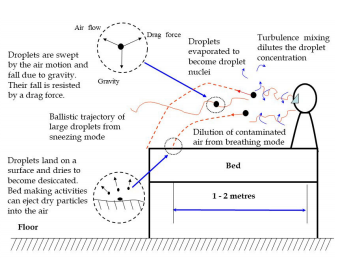 Air flow
Drag force
Gravity
Droplets are swept
by the air motion and
fall due to gravity.
Their fall is resisted
by a drag force.
Droplets
evaporated to
become droplet
nuclei
Turbulence mixing
dilutes the droplet
concentration
Ballistic trajectory of
large droplets from
sneezing mode
Dilution of contaminated
air from breathing mode
Droplets land on a
surface and dries to
become desiccated.
Bed making activities
can eject dry particles
into the air
Bed
1 - 2 metres
Floor